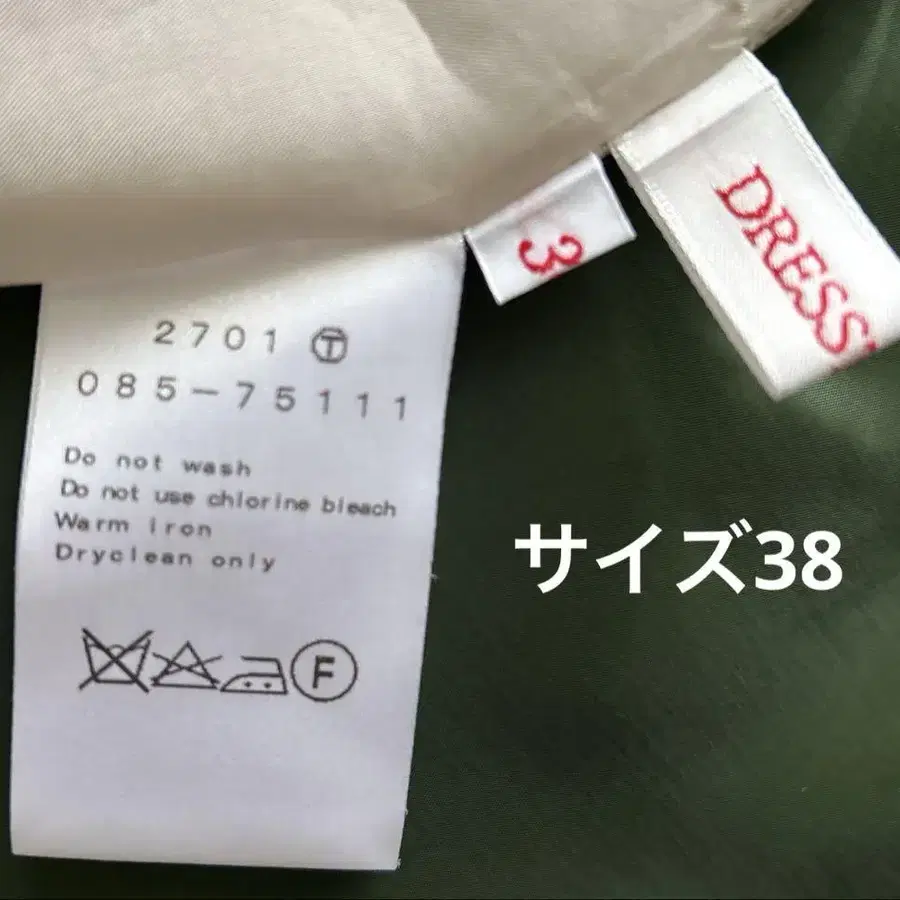 DRESS
3
2701 Ⓣ
085-75111
Do not wash
Do not use chlorine bleach
Warm iron
Dryclean only
F
サイズ38